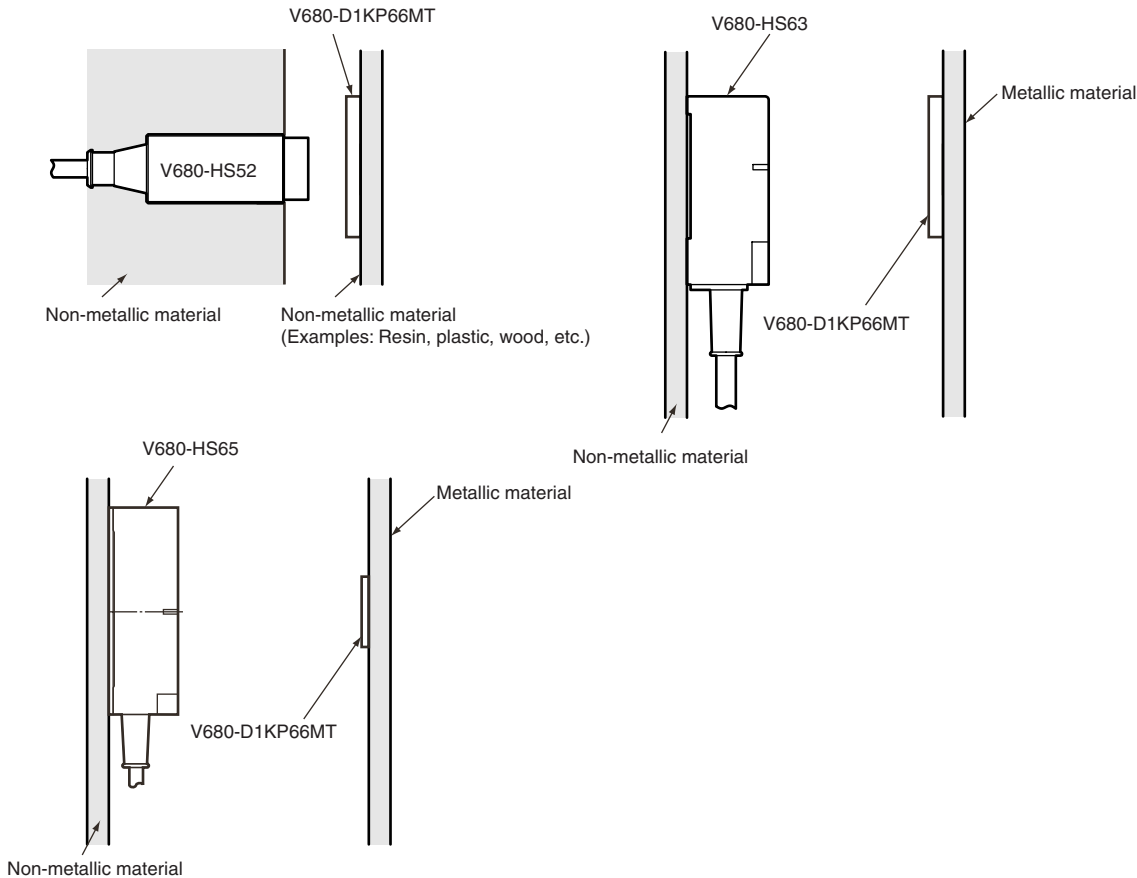 V680-D1KP66MT
V680-HS52
Non-metallic material
Non-metallic material
(Examples: Resin, plastic, wood, etc.)
V680-HS63
Metallic material
V680-D1KP66MT
Non-metallic material
V680-HS65
Metallic material
V680-D1KP66MT
Non-metallic material